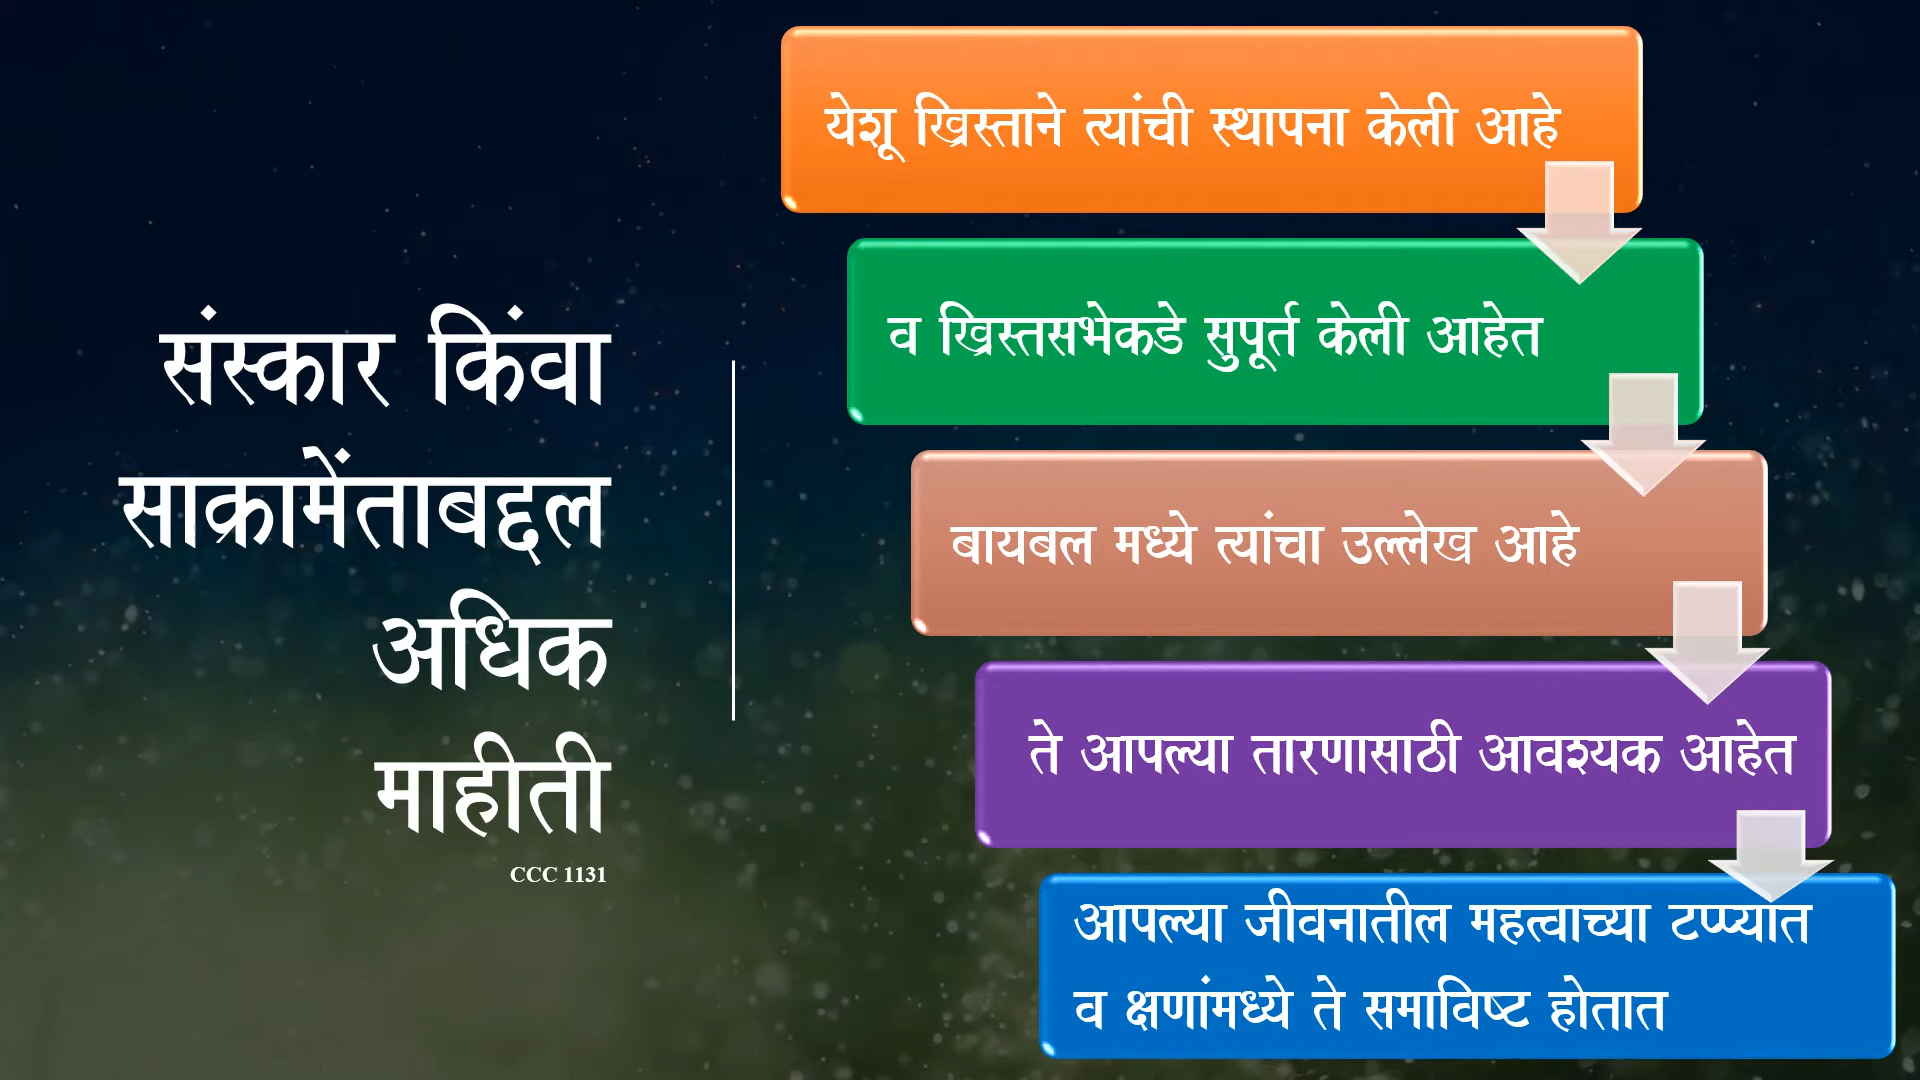 संस्कार किंवा
साक्रामेंताबद्दल
अधिक
माहीती
CCC 1131
येशू ख्रिस्ताने त्यांची स्थापना केली आहे
व ख्रिस्तसभेकडे सुपूर्त केली आहेत
बायबल मध्ये त्यांचा उल्लेख आहे
ते आपल्या तारणासाठी आवश्यक आहेत
आपल्या जीवनातील महत्वाच्या टप्प्यात
व क्षणांमध्ये ते समाविष्ट होतात